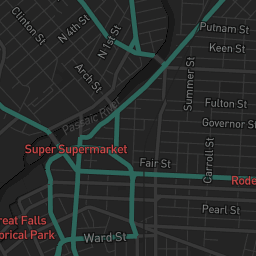 Clinton St
N 4th St
N 1st St
Putnam St
Keen St
Arch St
Summer St
Fulton St
Passaic River
Governor St
Super Supermarket
Fair St
Carroll St
Rode
Pearl St
reat Falls
orical Park
Ward St